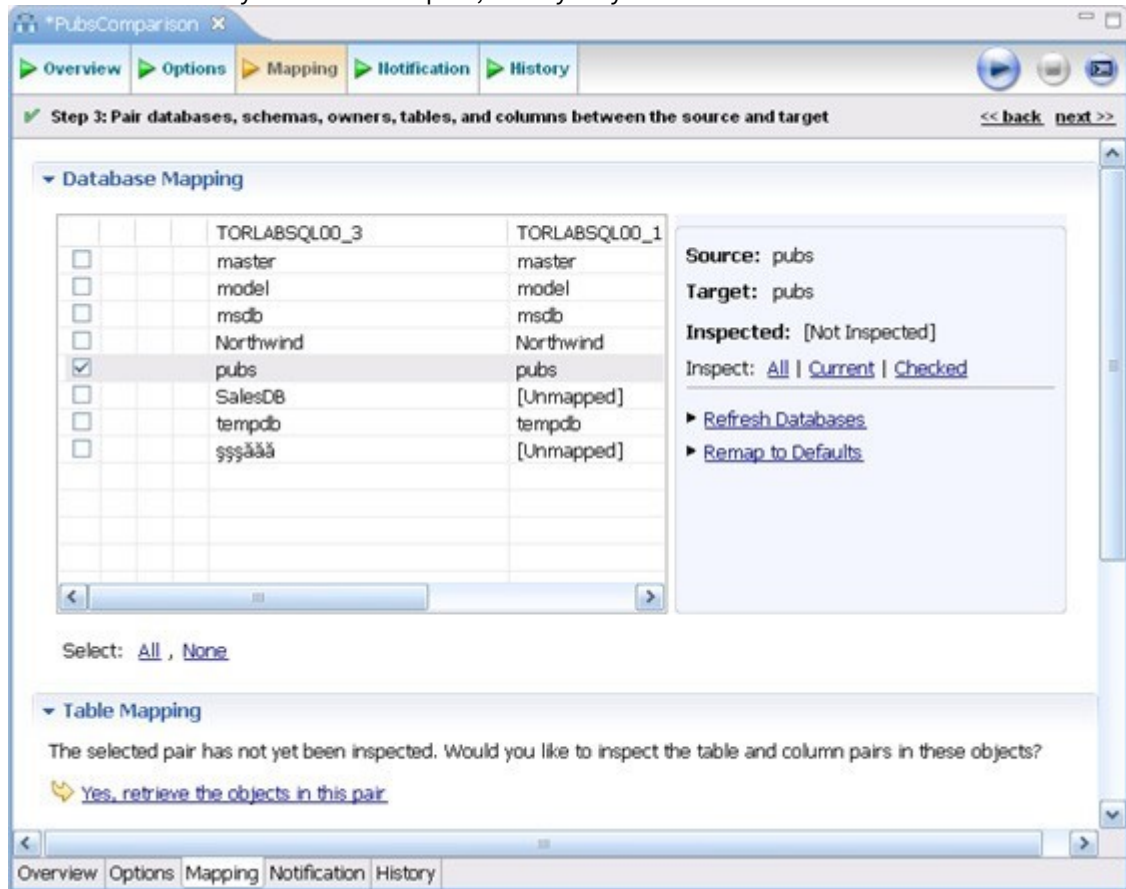 *PubsComparison
Overview Options Mapping Notification History
Step 3: Pair databases, schemas, owners, tables, and columns between the source and target << back next >>
Database Mapping
TORLABSQL00_3 TORLABSQL00_1
master master
model model
msdb msdb
Northwind Northwind
pubs pubs
SalesDB [Unmapped]
tempdb tempdb
şşşăăă [Unmapped]
Source: pubs
Target: pubs
Inspected: [Not Inspected]
Inspect: All | Current | Checked
Refresh Databases
Remap to Defaults
Select: All , None
Table Mapping
The selected pair has not yet been inspected. Would you like to inspect the table and column pairs in these objects?
Yes, retrieve the objects in this pair
Overview Options Mapping Notification History